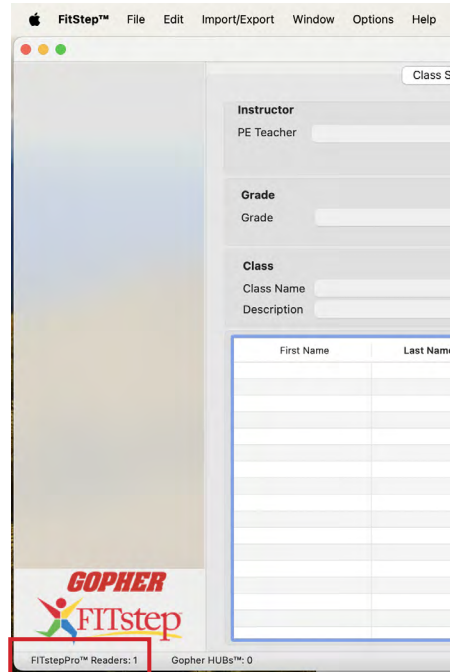 FitStep™ File Edit Import/Export Window Options Help
Class S
Instructor
PE Teacher
Grade
Grade
Class
Class Name
Description
First Name Last Name
GOPHER
FITstep
FITstepPro™ Readers: 1 Gopher HUBs™: 0